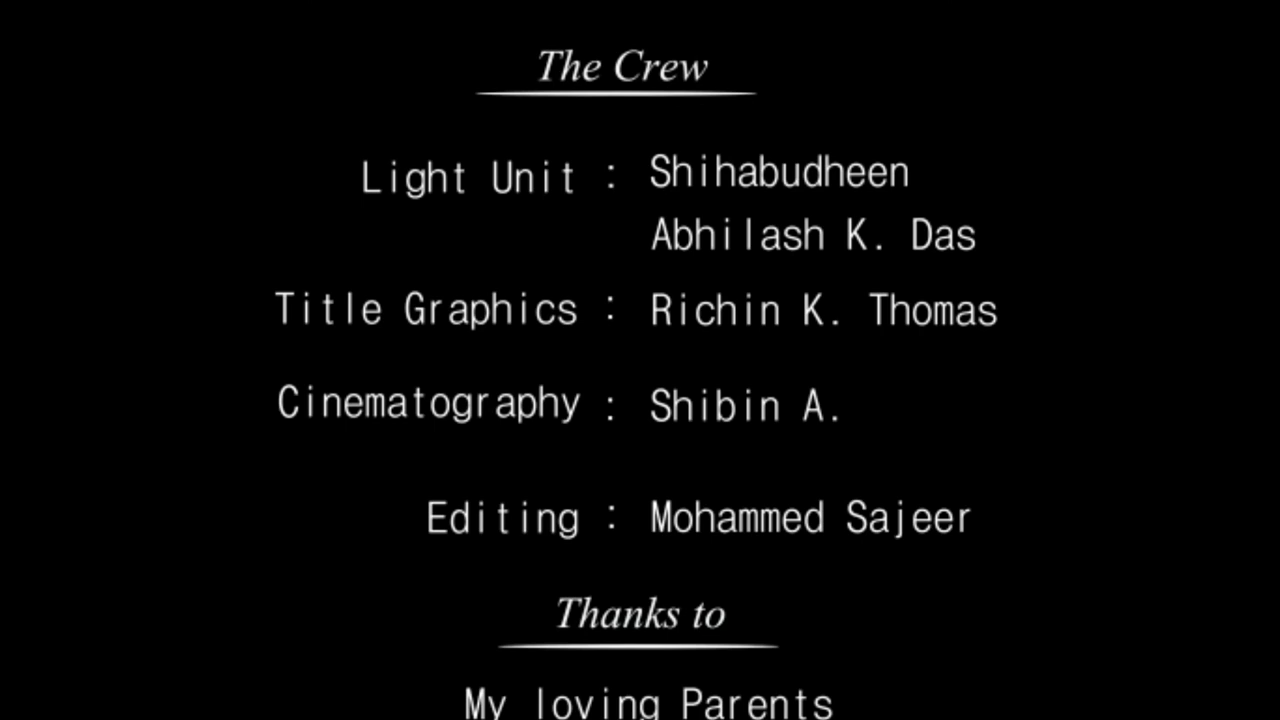 The Crew
Light Unit : Shihabudheen
Abhilash K. Das
Title Graphics : Richin K. Thomas
Cinematography : Shibin A.
Editing : Mohammed Sajeer
Thanks to
My loving Parents